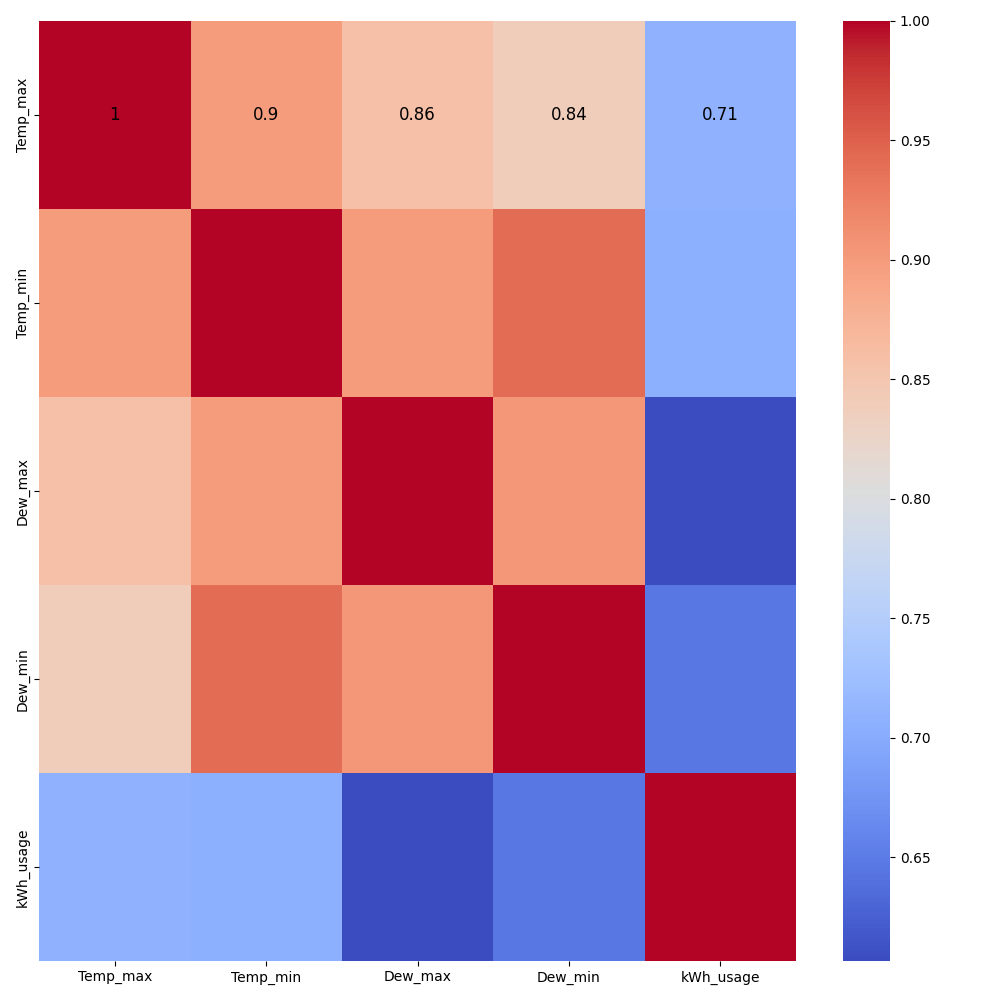 Temp_max
1 0.9 0.86 0.84 0.71
Temp_min
Dew_max
Dew_min
kWh_usage
Temp_max Temp_min Dew_max Dew_min kWh_usage
1.00
0.95
0.90
0.85
0.80
0.75
0.70
0.65